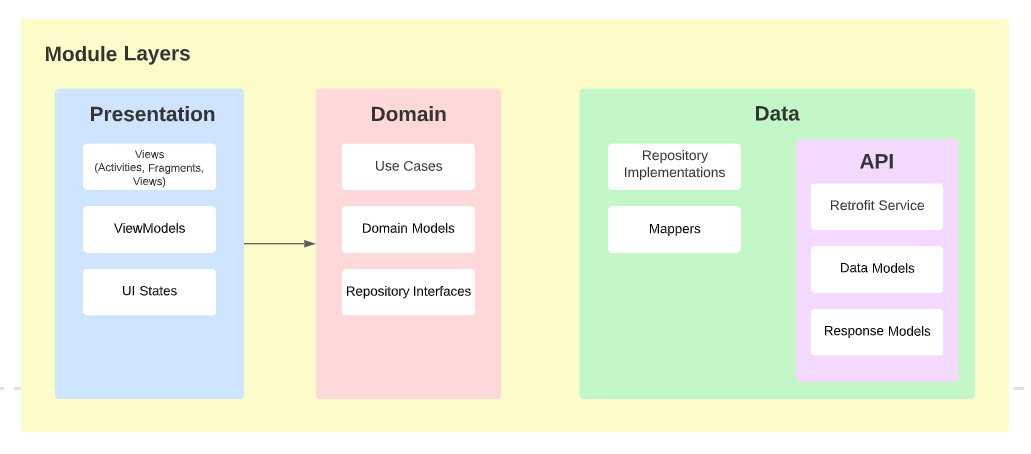 Module Layers
Presentation
Views
(Activities, Fragments,
Views)
ViewModels
UI States
Domain
Use Cases
Domain Models
Repository Interfaces
Data
Repository
Implementations
Mappers
API
Retrofit Service
Data Models
Response Models